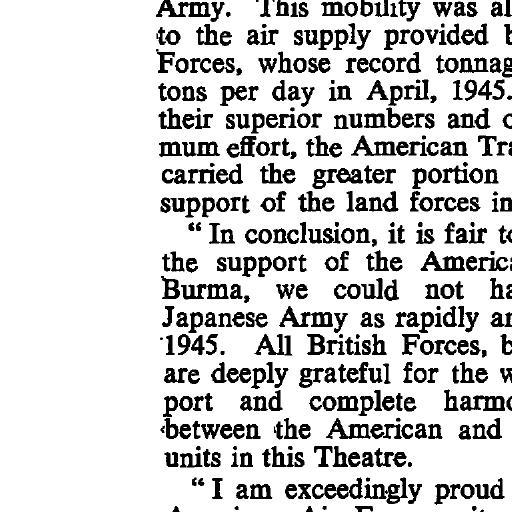 Army. This mobility was al
to the air supply provided
Forces, whose record tonnag
tons per day in April, 1945.
their superior numbers and
mum effort, the American Tra
carried the greater portion
support of the land forces in
" In conclusion, it is fair to
the support of the America
Burma, we could not ha
Japanese Army as rapidly an
1945. All British Forces, b
are deeply grateful for the w
port and complete harmo
between the American and
units in this Theatre.
" I am exceedingly proud